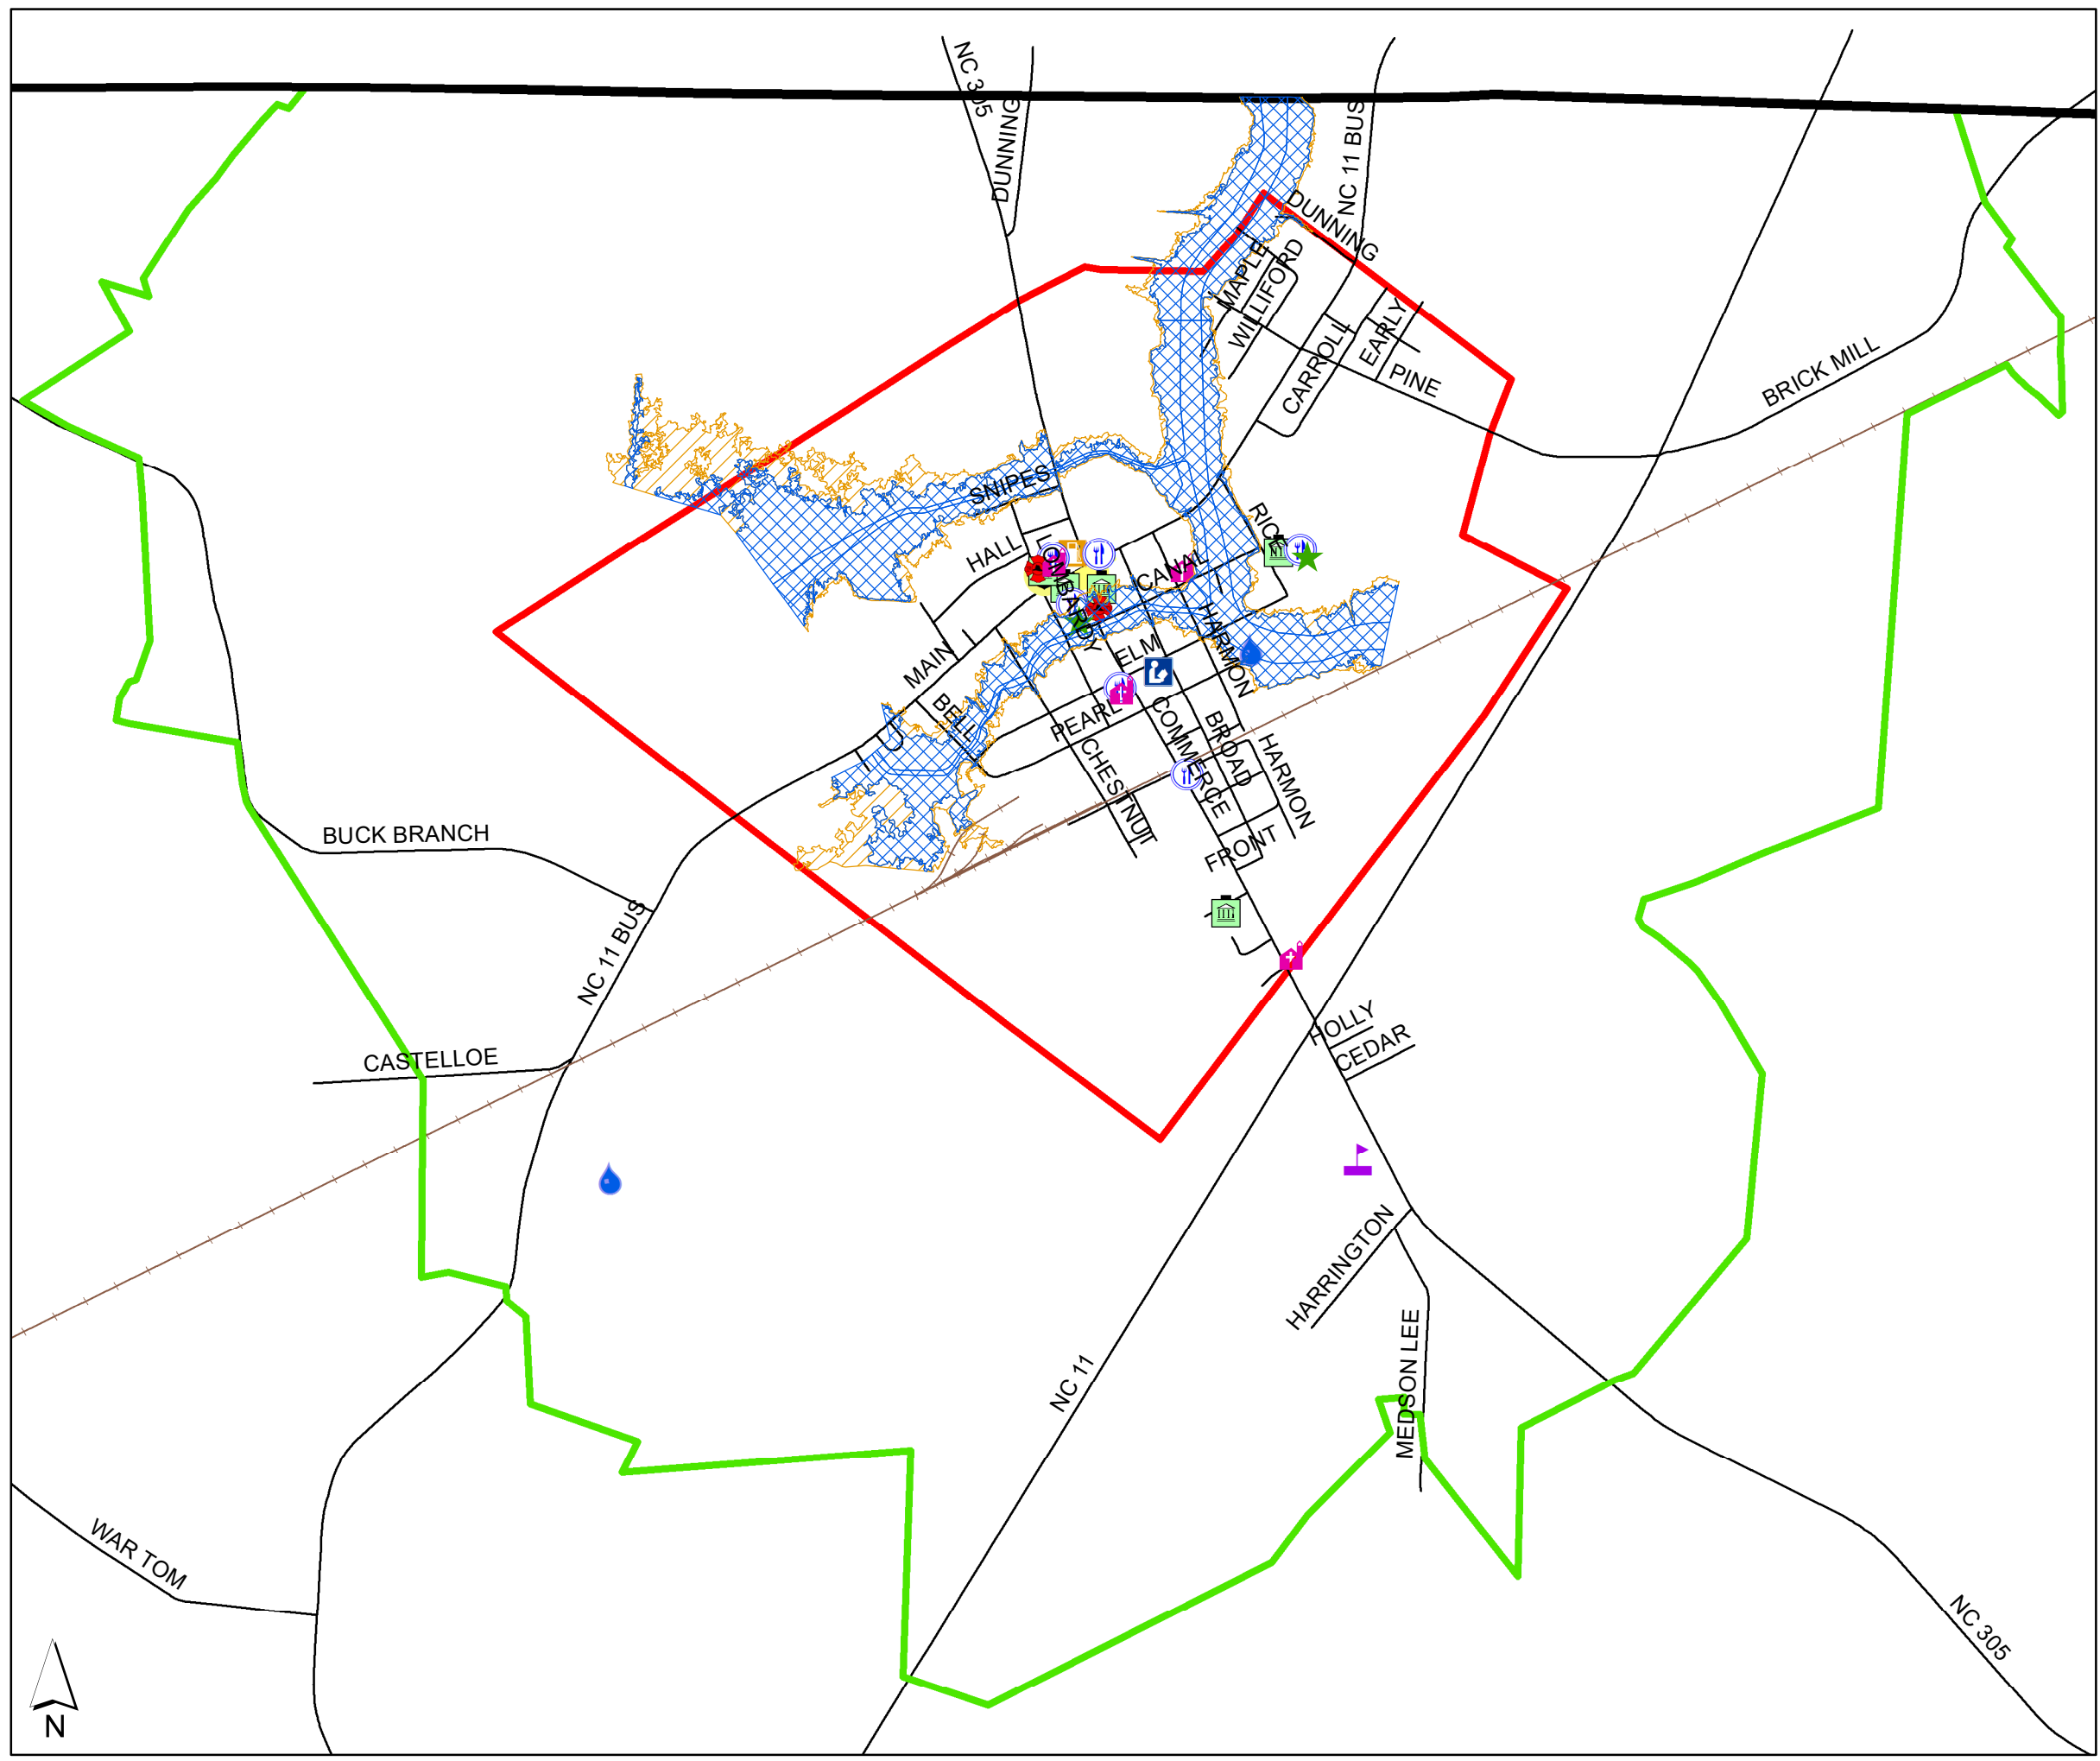 NC 305
DUNNING
NC 11 BUS
DUNNING
MAPLE
WILLIFORD
CARROLL
EARLY
PINE
BRICK MILL
SNIPES
HALL
LOMBARDY
CANAL
RICE
HARMON
MAIN
ELM
BELL
PEARL
COMMERCE
BROAD
HARMON
CHESTNUT
FRONT
BUCK BRANCH
NC 11 BUS
CASTELLOE
HOLLY
CEDAR
HARRINGTON
MEDSON LEE
NC 11
WAR TOM
NC 305
N